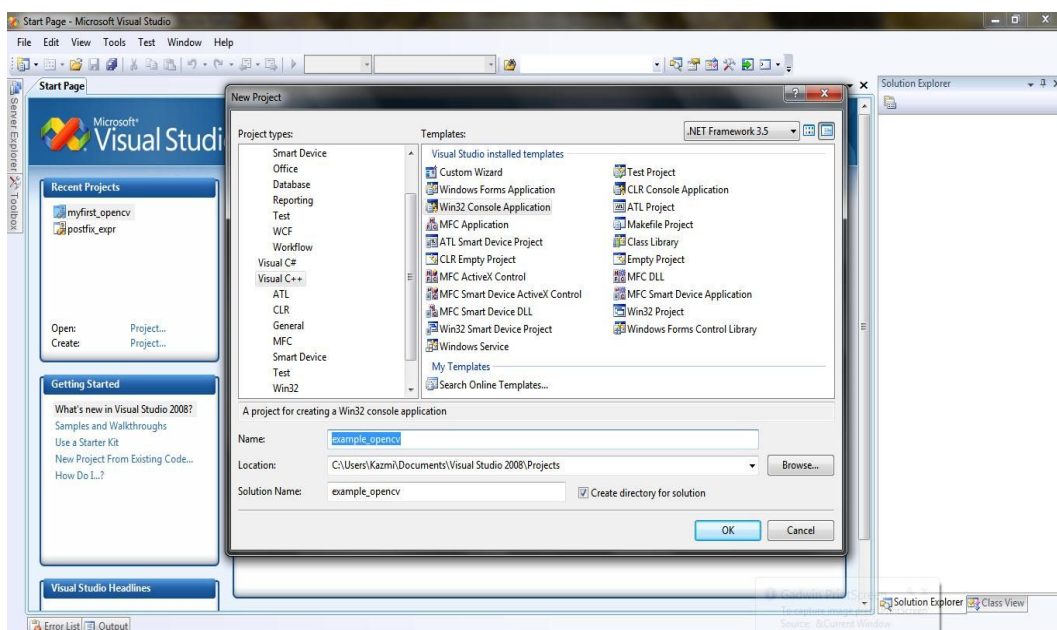 Start Page - Microsoft Visual Studio
File Edit View Tools Test Window Help
Server Explorer
Toolbox
Start Page
Microsoft
Visual Studi
Recent Projects
myfirst_opencv
postfix_expr
Open: Project...
Create: Project...
Getting Started
What's new in Visual Studio 2008?
Samples and Walkthroughs
Use a Starter Kit
New Project From Existing Code...
How Do I...?
Visual Studio Headlines
New Project
Project types:
Smart Device
Office
Database
Reporting
Test
WCF
Workflow
Visual C#
Visual C++
ATL
CLR
General
MFC
Smart Device
Test
Win32
Templates:
.NET Framework 3.5
Visual Studio installed templates
Custom Wizard
Windows Forms Application
Win32 Console Application
MFC Application
ATL Smart Device Project
CLR Empty Project
MFC ActiveX Control
MFC Smart Device ActiveX Control
MFC Smart Device DLL
Win32 Smart Device Project
Windows Service
Test Project
CLR Console Application
ATL Project
Makefile Project
Class Library
Empty Project
MFC DLL
MFC Smart Device Application
Win32 Project
Windows Forms Control Library
My Templates
Search Online Templates...
A project for creating a Win32 console application
Name: example_opencv
Location: C:\Users\Kazmi\Documents\Visual Studio 2008\Projects
Browse...
Solution Name: example_opencv
Create directory for solution
OK Cancel
Solution Explorer
Solution Explorer Class View
Error List Output